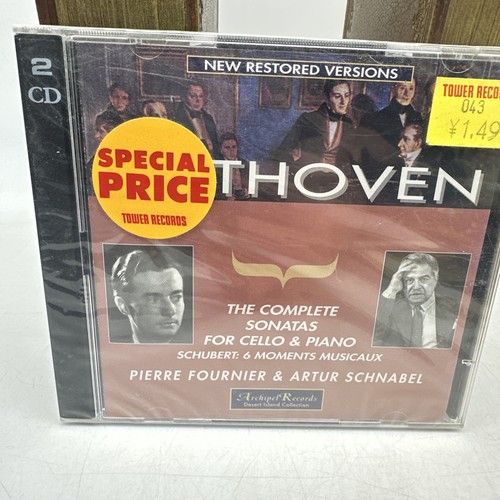 2
CD
NEW RESTORED VERSIONS
TOWER RECO
043
¥1,49
SPECIAL
PRICE
TOWER RECORDS
THOVEN
THE COMPLETE
SONATAS
FOR CELLO & PIANO
SCHUBERT: 6 MOMENTS MUSICAUX
PIERRE FOURNIER & ARTUR SCHNABEL
Archipel Records
Desert Island Collection